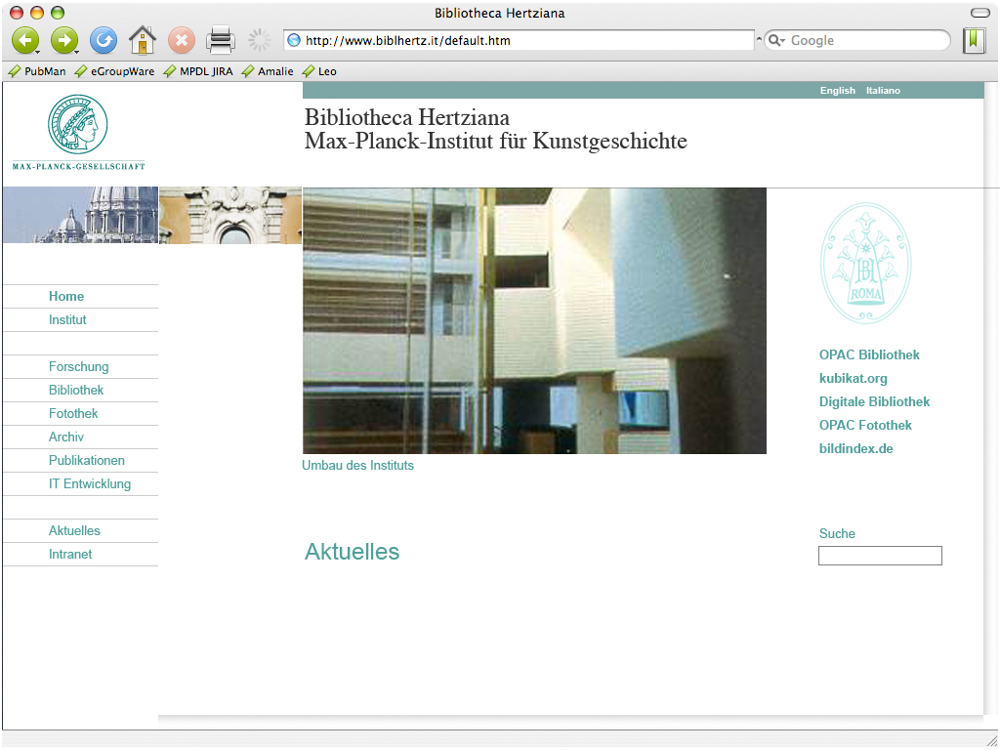 Bibliotheca Hertziana
http://www.biblhertz.it/default.htm
Google
PubMan
eGroupWare
MPDL JIRA
Amalie
Leo
English
Italiano
Bibliotheca Hertziana
Max-Planck-Institut für Kunstgeschichte
MAX-PLANCK-GESELLSCHAFT
Home
Institut
Forschung
Bibliothek
Fotothek
Archiv
Publikationen
IT Entwicklung
Aktuelles
Intranet
Umbau des Instituts
Aktuelles
BH
ROMA
OPAC Bibliothek
kubikat.org
Digitale Bibliothek
OPAC Fotothek
bildindex.de
Suche